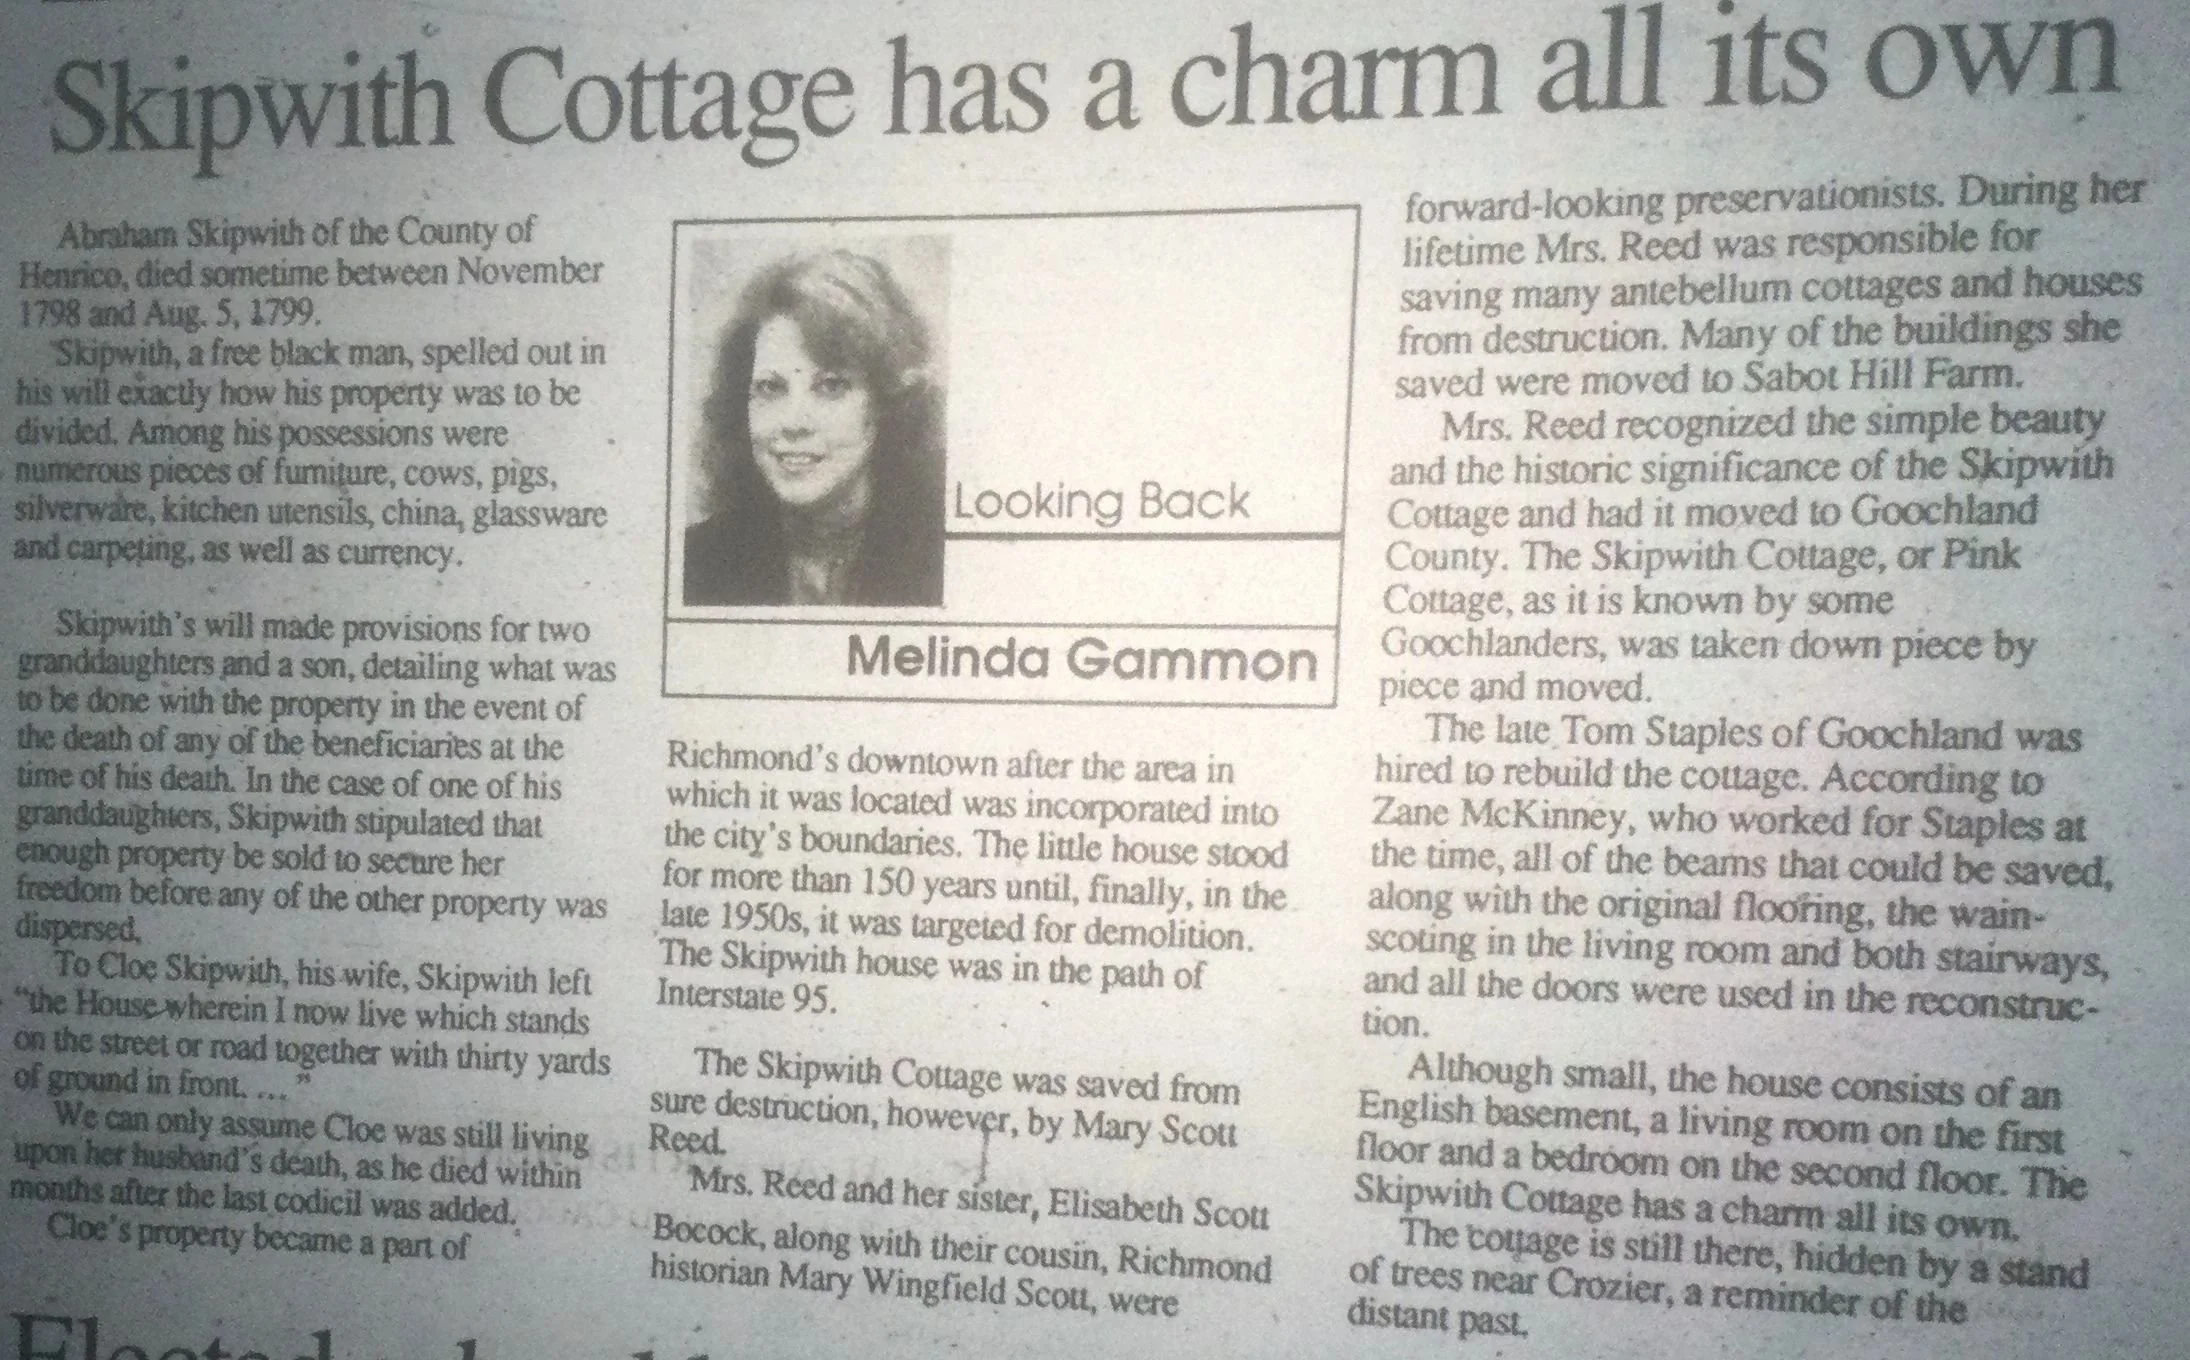 Skipwith Cottage has a charm all its own
Abraham Skipwith of the County of
Henrico, died sometime between November
1798 and Aug. 5, 1799.
Skipwith, a free black man, spelled out in
his will exactly how his property was to be
divided. Among his possessions were
numerous pieces of furniture, cows, pigs,
silverware, kitchen utensils, china, glassware
and carpeting, as well as currency.
Skipwith's will made provisions for two
granddaughters and a son, detailing what was
to be done with the property in the event of
the death of any of the beneficiaries at the
time of his death. In the case of one of his
granddaughters, Skipwith stipulated that
enough property be sold to secure her
freedom before any of the other property was
dispersed.
To Cloe Skipwith, his wife, Skipwith left
"the House wherein I now live which stands
on the street or road together with thirty yards
of ground in front. ... "
We can only assume Cloe was still living
upon her husband's death, as he died within
months after the last codicil was added.
Cloe's property became a part of
Looking Back
Melinda Gammon
Richmond's downtown after the area in
which it was located was incorporated into
the city's boundaries. The little house stood
for more than 150 years until, finally, in the
late 1950s, it was targeted for demolition.
The Skipwith house was in the path of
Interstate 95.
The Skipwith Cottage was saved from
sure destruction, however, by Mary Scott
Reed.
Mrs. Reed and her sister, Elisabeth Scott
Bocock, along with their cousin, Richmond
historian Mary Wingfield Scott, were
forward-looking preservationists. During her
lifetime Mrs. Reed was responsible for
saving many antebellum cottages and houses
from destruction. Many of the buildings she
saved were moved to Sabot Hill Farm.
Mrs. Reed recognized the simple beauty
and the historic significance of the Skipwith
Cottage and had it moved to Goochland
County. The Skipwith Cottage, or Pink
Cottage, as it is known by some
Goochlanders, was taken down piece by
piece and moved.
The late Tom Staples of Goochland was
hired to rebuild the cottage. According to
Zane McKinney, who worked for Staples at
the time, all of the beams that could be saved,
along with the original flooring, the wain-
scoting in the living room and both stairways,
and all the doors were used in the reconstruc-
tion.
Although small, the house consists of an
English basement, a living room on the first
floor and a bedroom on the second floor. The
Skipwith Cottage has a charm all its own.
The cottage is still there, hidden by a stand
of trees near Crozier, a reminder of the
distant past.